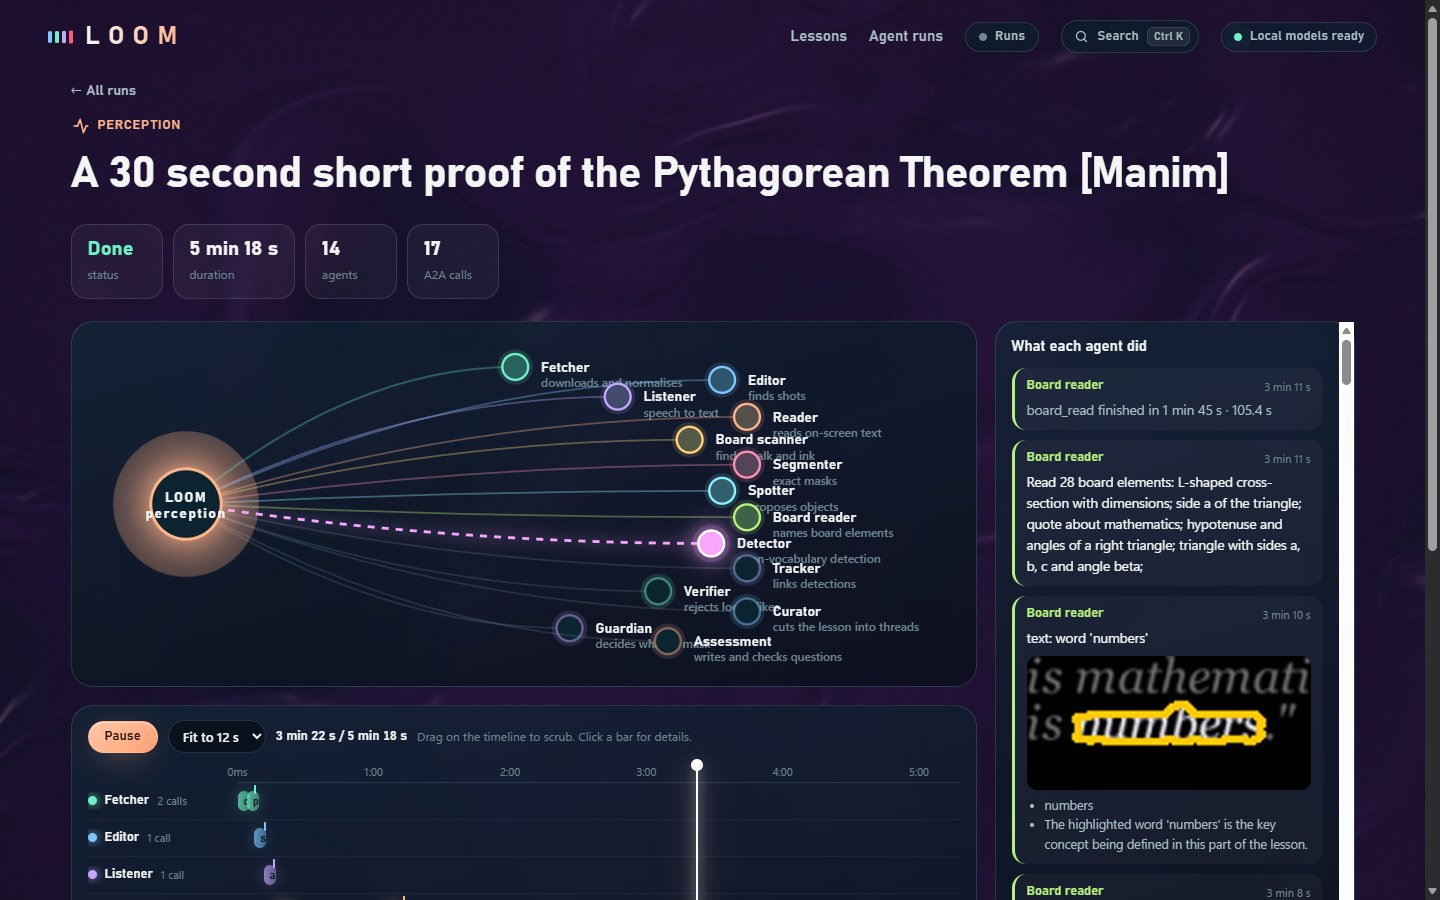 LOOM
Lessons
Agent runs
Runs
Search Ctrl K
Local models ready
← All runs
PERCEPTION
A 30 second short proof of the Pythagorean Theorem [Manim]
Done
status
5 min 18 s
duration
14
agents
17
A2A calls
LOOM
perception
Fetcher
downloads and normalises
Editor
finds shots
Listener
speech to text
Reader
reads on-screen text
Board scanner
Segmenter
exact masks
Spotter
Board reader
names board elements
Detector
Tracker
links detections
Verifier
Curator
cuts the lesson into threads
Guardian
Assessment
writes and checks questions
Pause
Fit to 12 s
3 min 22 s / 5 min 18 s
Drag on the timeline to scrub. Click a bar for details.
0ms 1:00 2:00 3:00 4:00 5:00
Fetcher 2 calls
Editor 1 call
Listener 1 call
What each agent did
Board reader 3 min 11 s
board_read finished in 1 min 45 s · 105.4 s
Board reader 3 min 11 s
Read 28 board elements: L-shaped cross-
section with dimensions; side a of the triangle;
quote about mathematics; hypotenuse and
angles of a right triangle; triangle with sides a,
b, c and angle beta;
Board reader 3 min 10 s
text: word 'numbers'
is mathemati
is numbers."
numbers
The highlighted word 'numbers' is the key
concept being defined in this part of the lesson.
Board reader 3 min 8 s